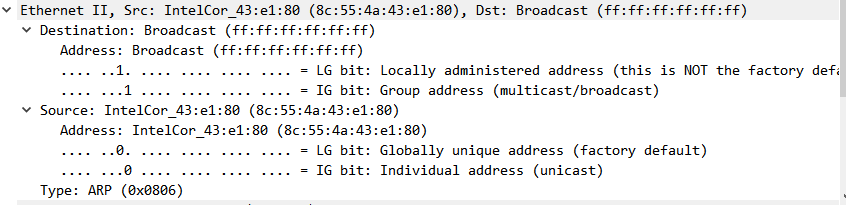 Ethernet II, Src: IntelCor_43:e1:80 (8c:55:4a:43:e1:80), Dst: Broadcast (ff:ff:ff:ff:ff:ff)
Destination: Broadcast (ff:ff:ff:ff:ff:ff)
Address: Broadcast (ff:ff:ff:ff:ff:ff)
.... ..1. .... .... .... .... = LG bit: Locally administered address (this is NOT the factory defa
.... ...1 .... .... .... .... = IG bit: Group address (multicast/broadcast)
Source: IntelCor_43:e1:80 (8c:55:4a:43:e1:80)
Address: IntelCor_43:e1:80 (8c:55:4a:43:e1:80)
.... ..0. .... .... .... .... = LG bit: Globally unique address (factory default)
.... ...0 .... .... .... .... = IG bit: Individual address (unicast)
Type: ARP (0x0806)